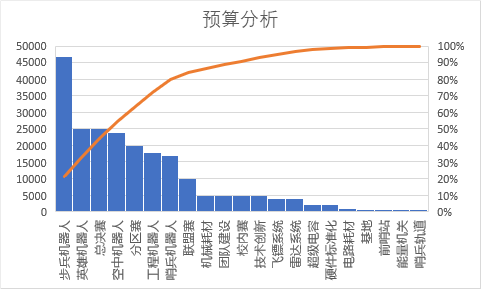 预算分析
50000
45000
40000
35000
30000
25000
20000
15000
10000
5000
0
100%
90%
80%
70%
60%
50%
40%
30%
20%
10%
0%
步兵机器人
英雄机器人
总决赛
空中机器人
分区赛
工程机器人
哨兵机器人
联盟赛
机械耗材
团队建设
校内赛
技术创新
飞镖系统
雷达系统
超级电容
硬件标准化
电路耗材
基地
前哨站
能量机关
哨兵轨道